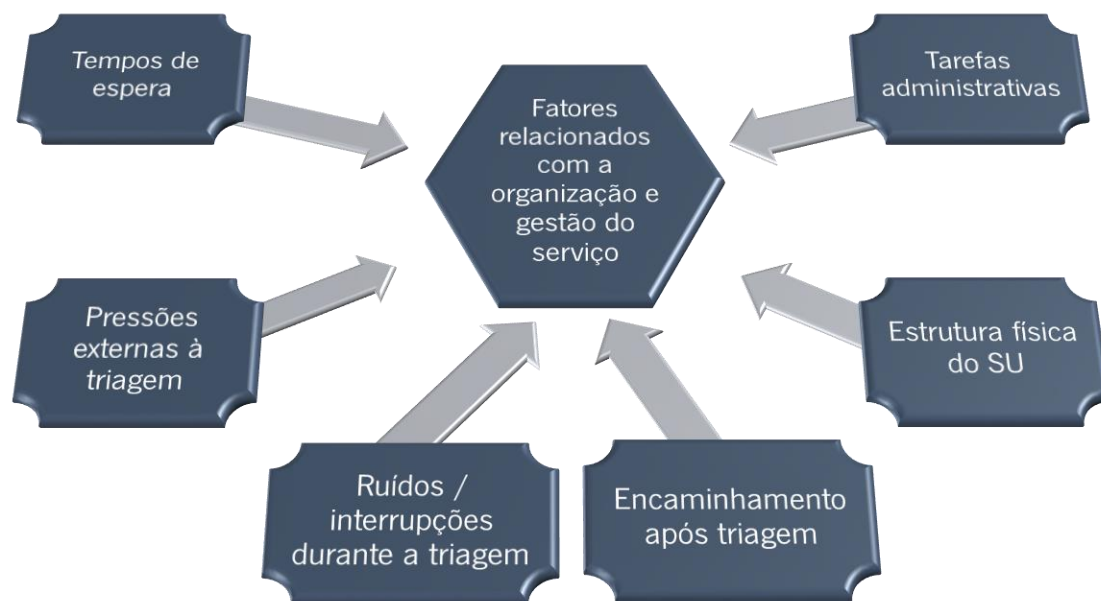 Tempos de
espera
Fatores
relacionados
com a
organização e
gestão do
serviço
Tarefas
administrativas
Pressões
externas à
triagem
Estrutura física
do SU
Ruídos /
interrupções
durante a triagem
Encaminhamento
após triagem